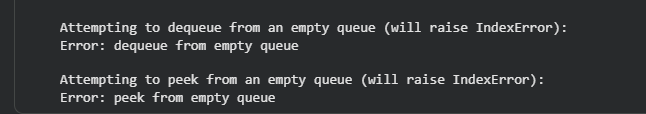 Attempting to dequeue from an empty queue (will raise IndexError):
Error: dequeue from empty queue
Attempting to peek from an empty queue (will raise IndexError):
Error: peek from empty queue